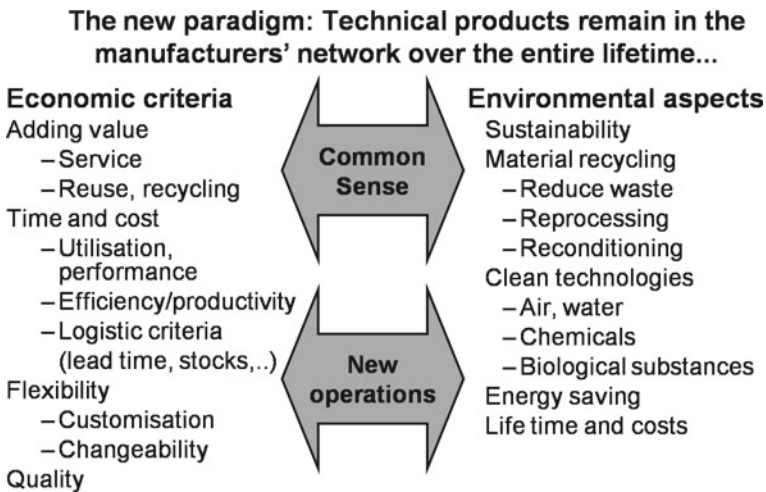 The new paradigm: Technical products remain in the
manufacturers' network over the entire lifetime...
Economic criteria
Adding value
–Service
–Reuse, recycling
Time and cost
–Utilisation,
performance
–Efficiency/productivity
–Logistic criteria
(lead time, stocks,..)
Flexibility
–Customisation
–Changeability
Quality
Common
Sense
New
operations
Environmental aspects
Sustainability
Material recycling
–Reduce waste
–Reprocessing
–Reconditioning
Clean technologies
–Air, water
–Chemicals
–Biological substances
Energy saving
Life time and costs